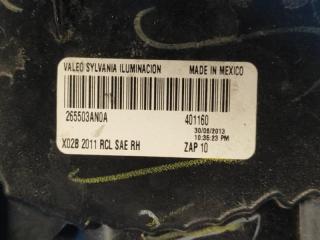 VALEO SYLVANIA ILUMINACION MADE IN MEXICO
265503AN0A 401160
30/08/2013
10:35:23 PM
X02B 2011 RCL SAE RH ZAP 10